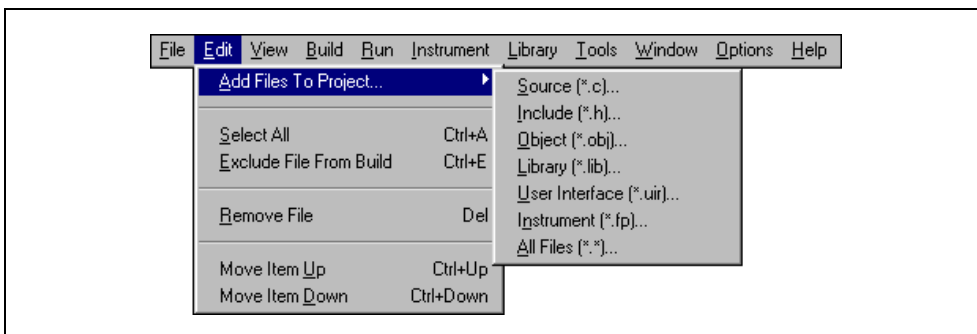 File Edit View Build Run Instrument Library Tools Window Options Help
Add Files To Project...
Select All Ctrl+A
Exclude File From Build Ctrl+E
Remove File Del
Move Item Up Ctrl+Up
Move Item Down Ctrl+Down
Source (*.c)...
Include (*.h)...
Object (*.obj)...
Library (*.lib)...
User Interface (*.uir)...
Instrument (*.fp)...
All Files (*.*)...